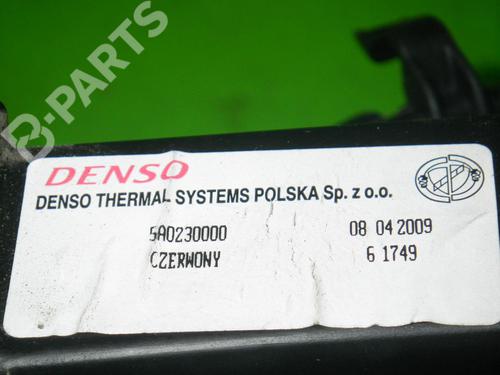 B-PARTS
DENSO
DENSO THERMAL SYSTEMS POLSKA Sp. z o.o.
5A0230000 08 04 2009
CZERWONY 6 1749